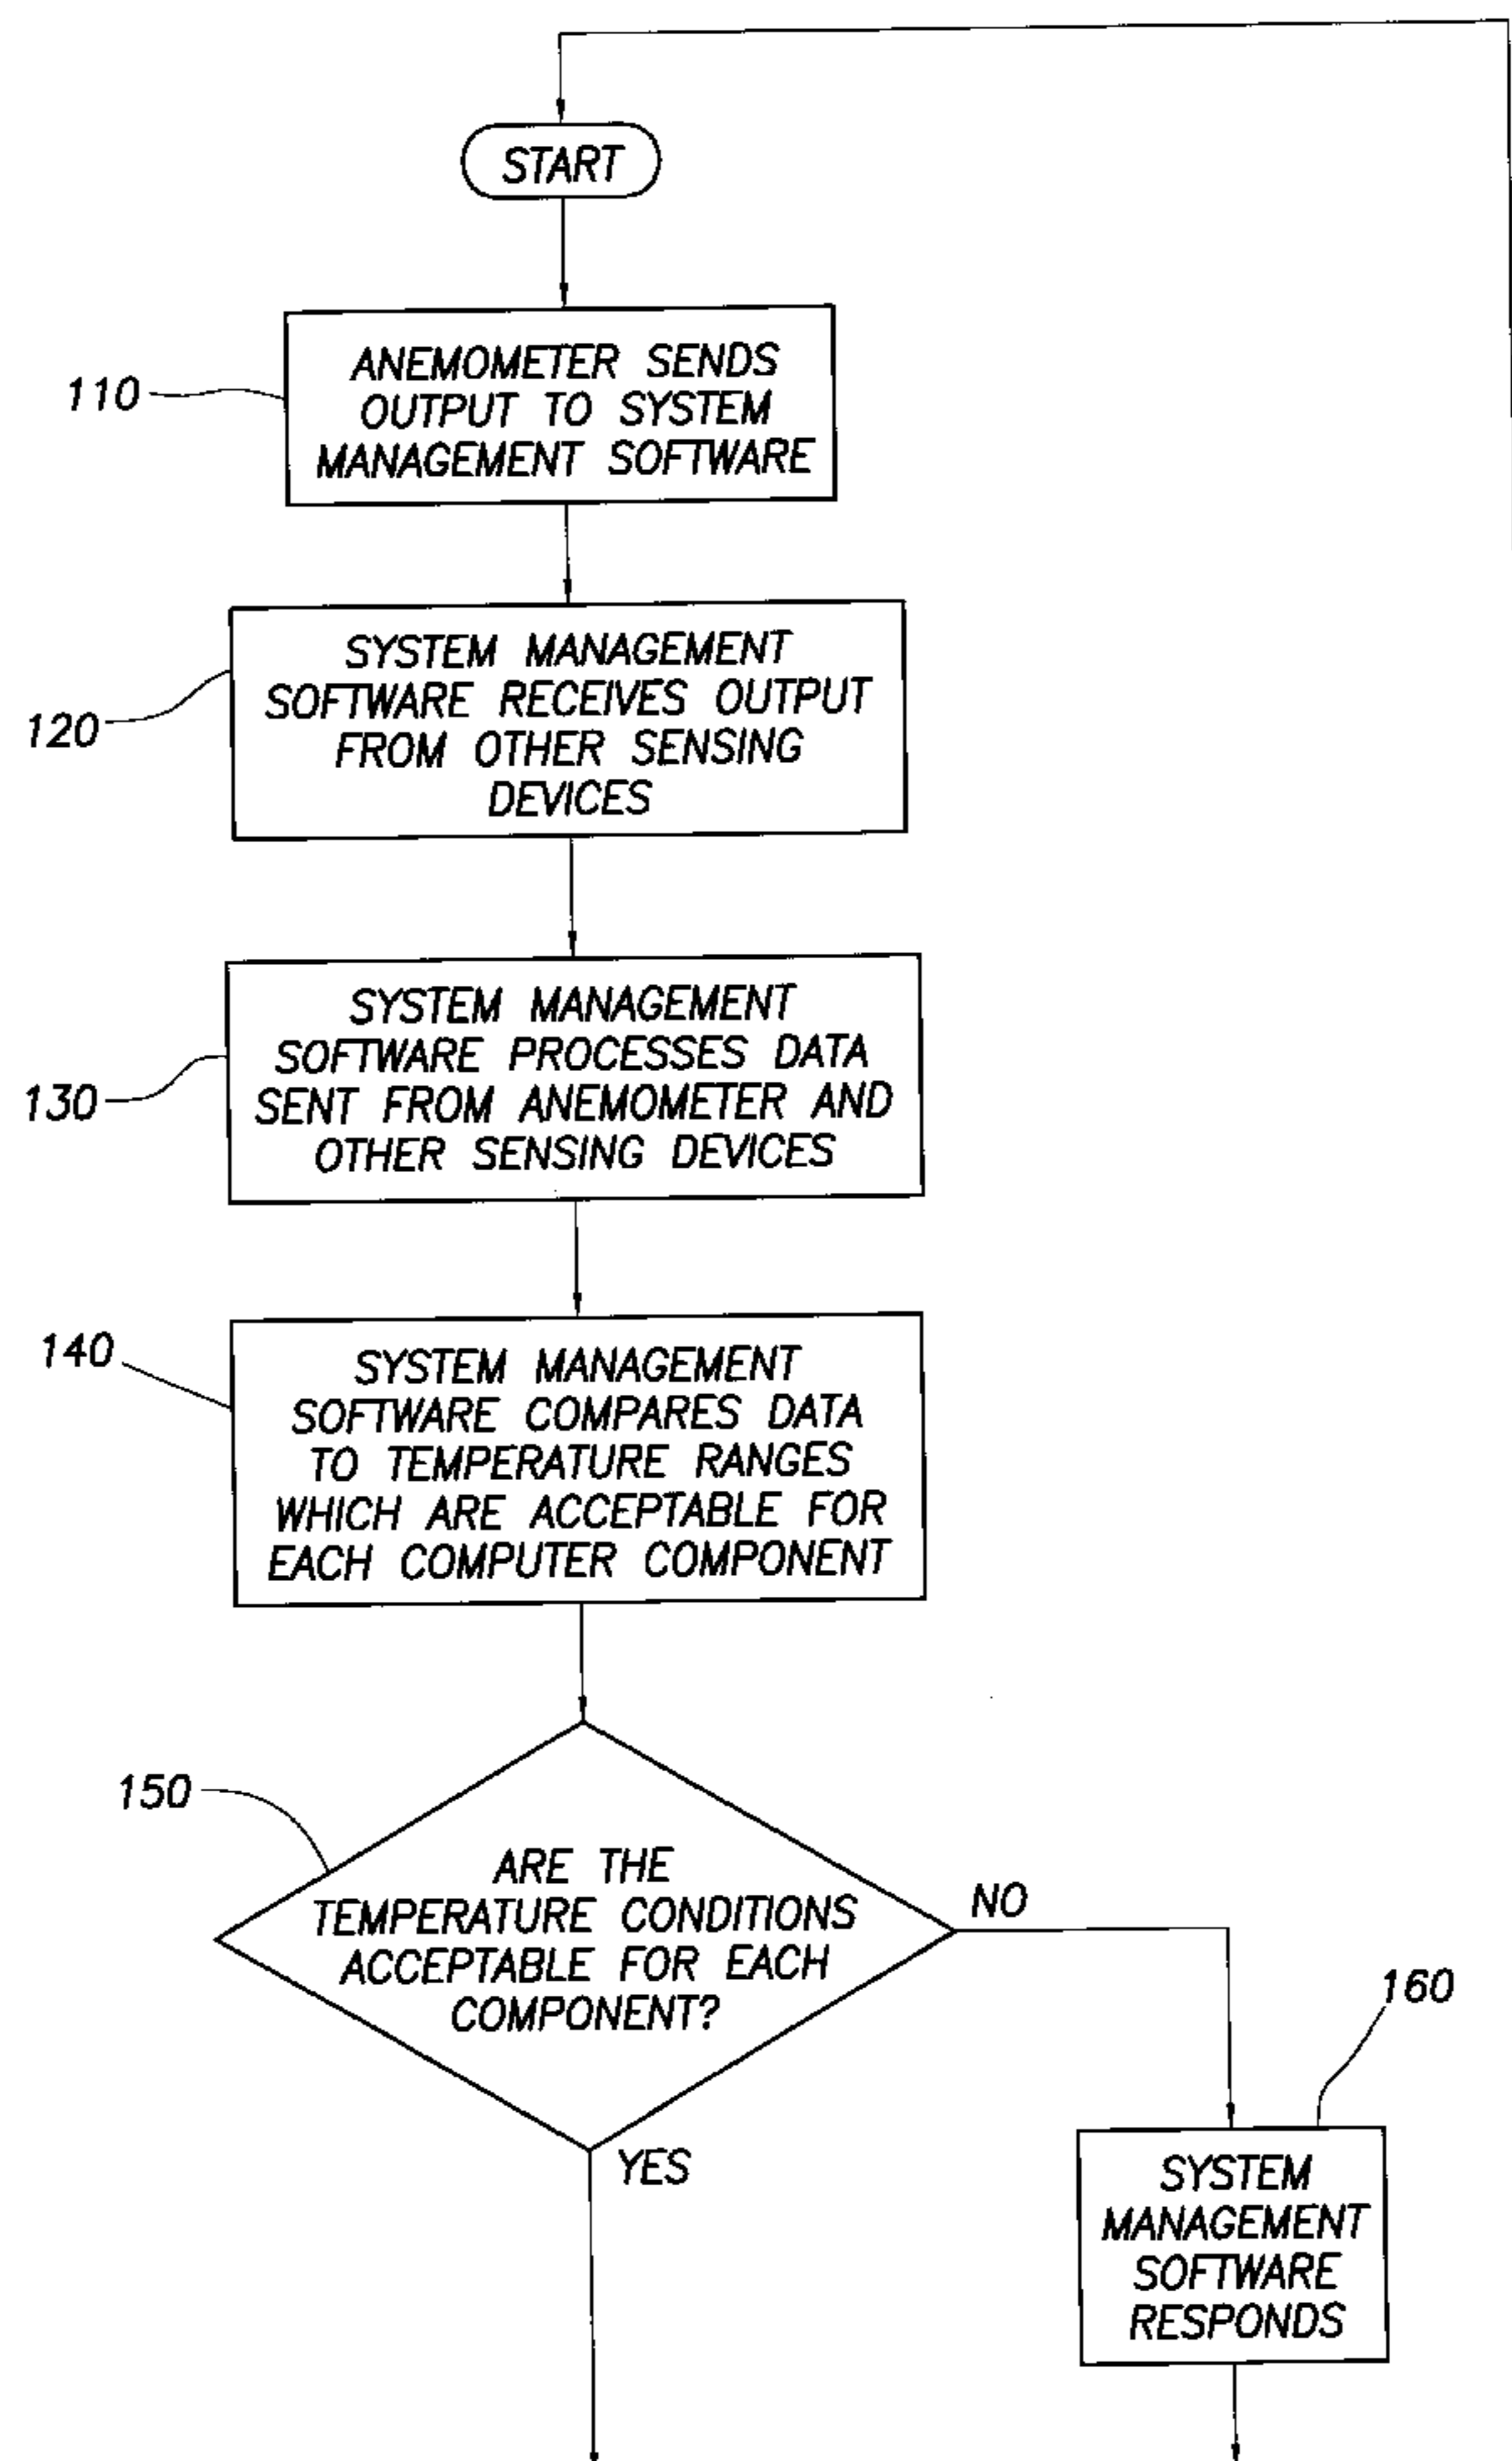 START
110
ANEMOMETER SENDS
OUTPUT TO SYSTEM
MANAGEMENT SOFTWARE
120
SYSTEM MANAGEMENT
SOFTWARE RECEIVES OUTPUT
FROM OTHER SENSING
DEVICES
130
SYSTEM MANAGEMENT
SOFTWARE PROCESSES DATA
SENT FROM ANEMOMETER AND
OTHER SENSING DEVICES
140
SYSTEM MANAGEMENT
SOFTWARE COMPARES DATA
TO TEMPERATURE RANGES
WHICH ARE ACCEPTABLE FOR
EACH COMPUTER COMPONENT
150
ARE THE
TEMPERATURE CONDITIONS
ACCEPTABLE FOR EACH
COMPONENT?
NO
YES
160
SYSTEM
MANAGEMENT
SOFTWARE
RESPONDS